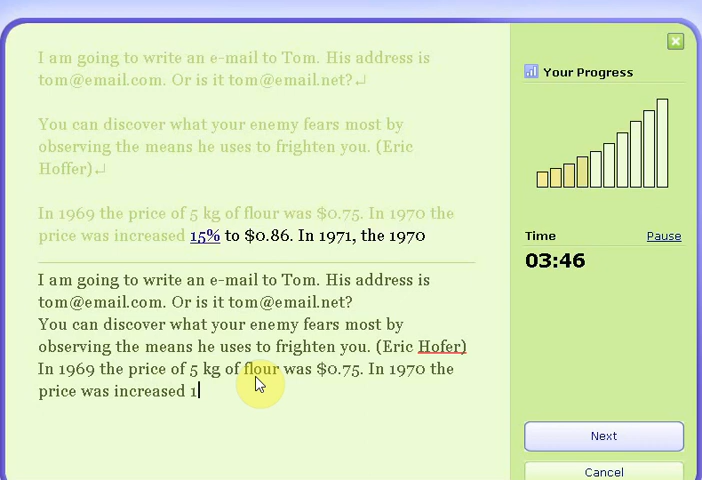 I am going to write an e-mail to Tom. His address is
tom@email.com. Or is it tom@email.net?↵
You can discover what your enemy fears most by
observing the means he uses to frighten you. (Eric
Hoffer)↵
In 1969 the price of 5 kg of flour was $0.75. In 1970 the
price was increased 15% to $0.86. In 1971, the 1970
I am going to write an e-mail to Tom. His address is
tom@email.com. Or is it tom@email.net?
You can discover what your enemy fears most by
observing the means he uses to frighten you. (Eric Hofer)
In 1969 the price of 5 kg of flour was $0.75. In 1970 the
price was increased 1
Your Progress
Time Pause
03:46
Next
Cancel